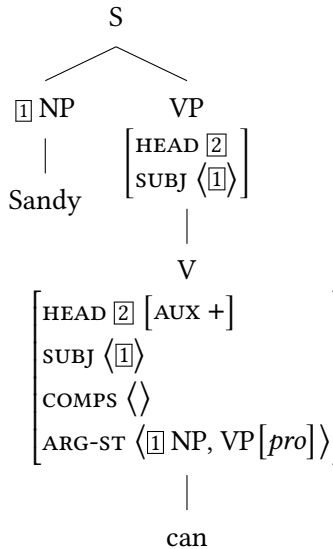 S
1 NP VP
[HEAD 2
SUBJ ⟨1⟩]
Sandy
V
[HEAD 2 [AUX +]
SUBJ ⟨1⟩
COMPS ⟨⟩
ARG-ST ⟨1 NP, VP[pro]⟩]
can